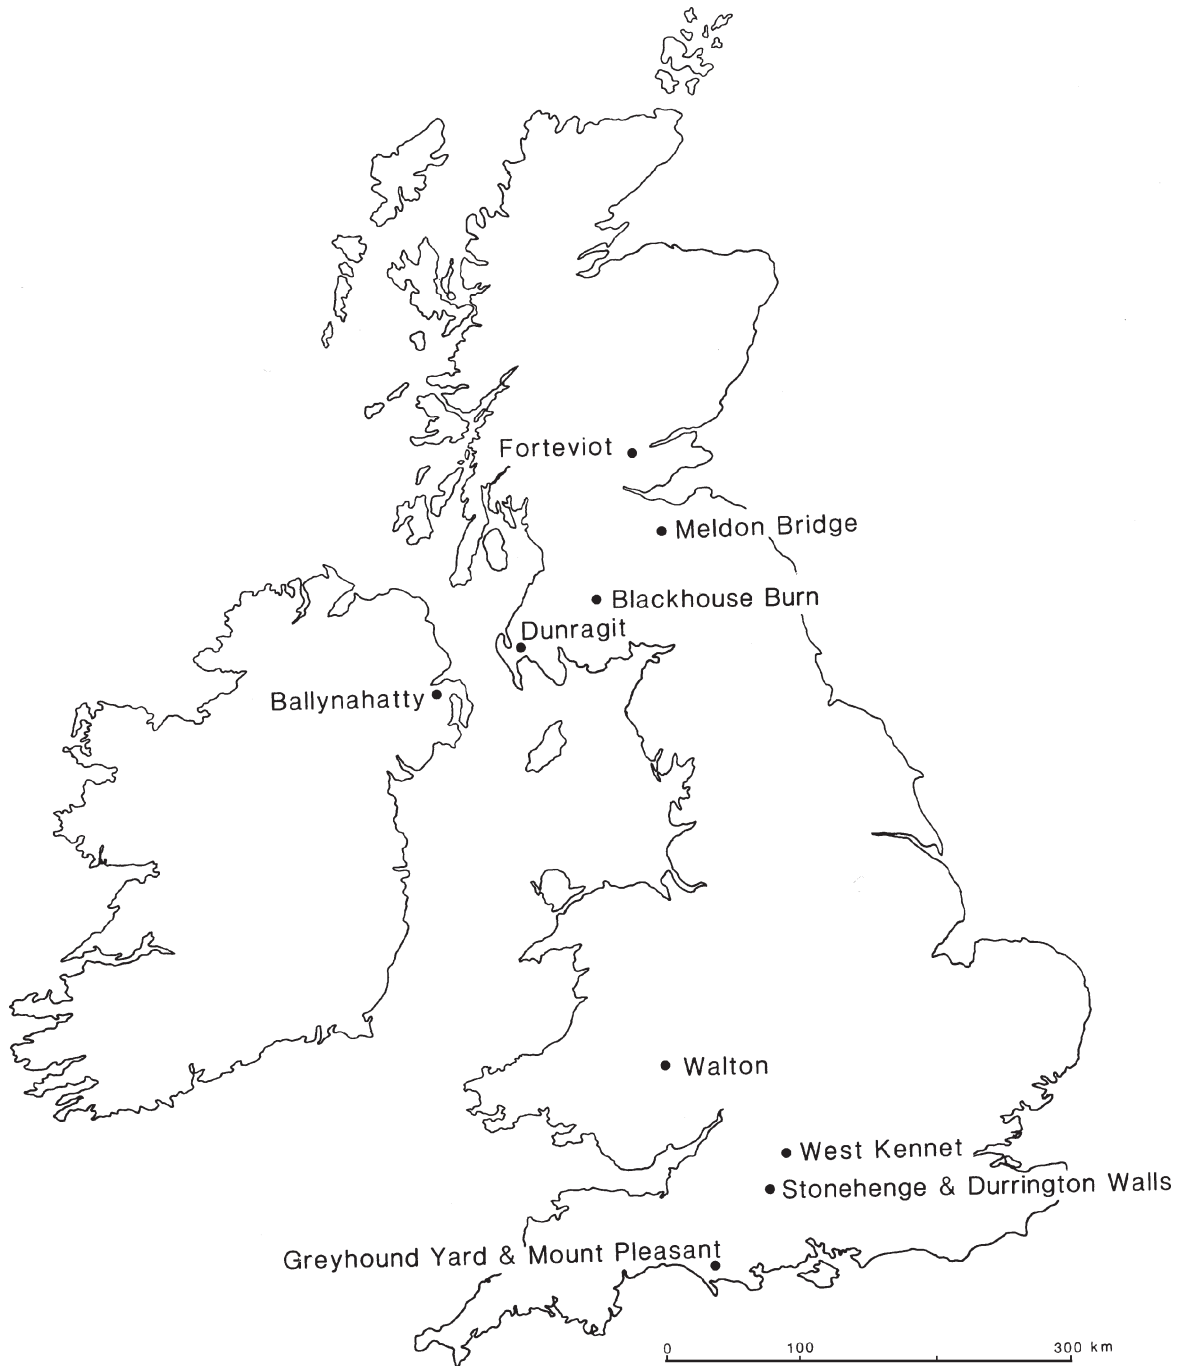 Forteviot
Meldon Bridge
Blackhouse Burn
Dunragit
Ballynahatty
Walton
West Kennet
Stonehenge & Durrington Walls
Greyhound Yard & Mount Pleasant
0 100 300 km